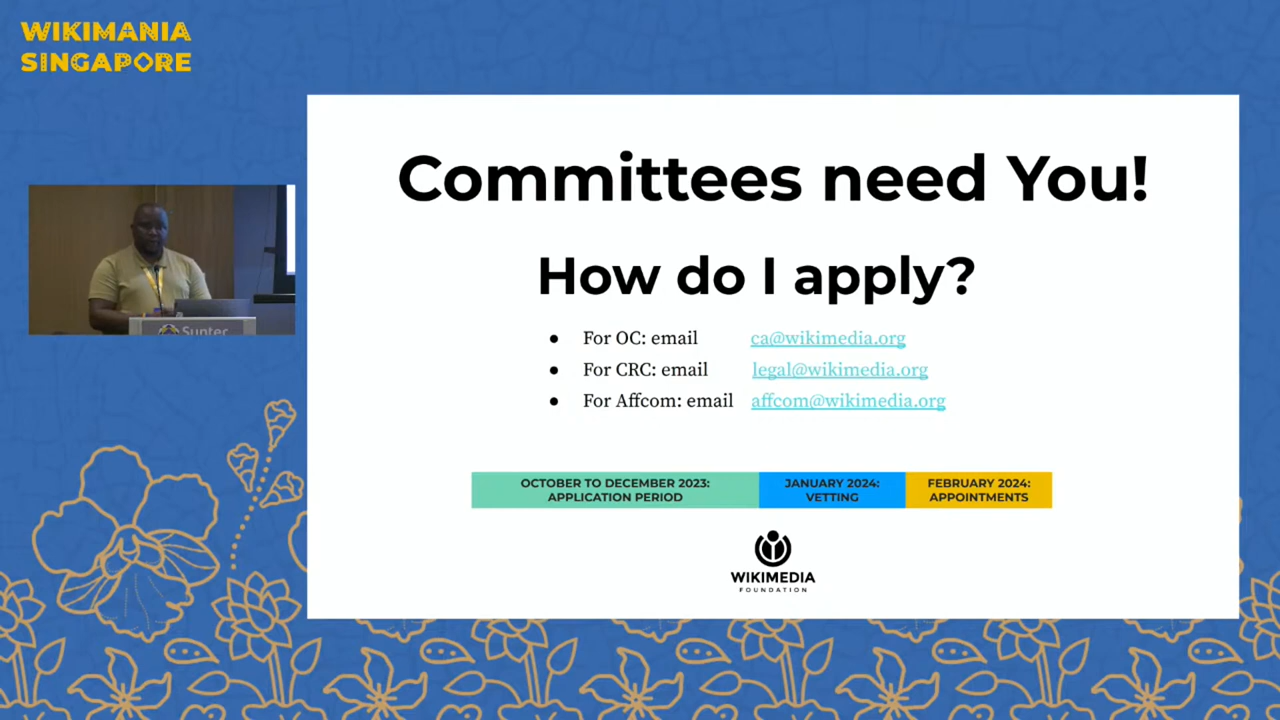 WIKIMANIA
SINGAPORE
Committees need You!
How do I apply?
● For OC: email ca@wikimedia.org
● For CRC: email legal@wikimedia.org
● For Affcom: email affcom@wikimedia.org
OCTOBER TO DECEMBER 2023:
APPLICATION PERIOD
JANUARY 2024:
VETTING
FEBRUARY 2024:
APPOINTMENTS
WIKIMEDIA
FOUNDATION
Suntec